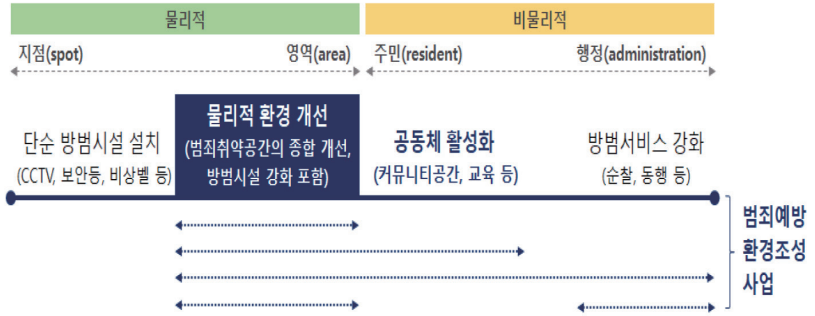 물리적
비물리적
지점(spot)
영역(area)
주민(resident)
행정(administration)
단순 방범시설 설치
(CCTV, 보안등, 비상벨 등)
물리적 환경 개선
(범죄취약공간의 종합 개선,
방범시설 강화 포함)
공동체 활성화
(커뮤니티공간, 교육 등)
방범서비스 강화
(순찰, 동행 등)
범죄예방
환경조성
사업